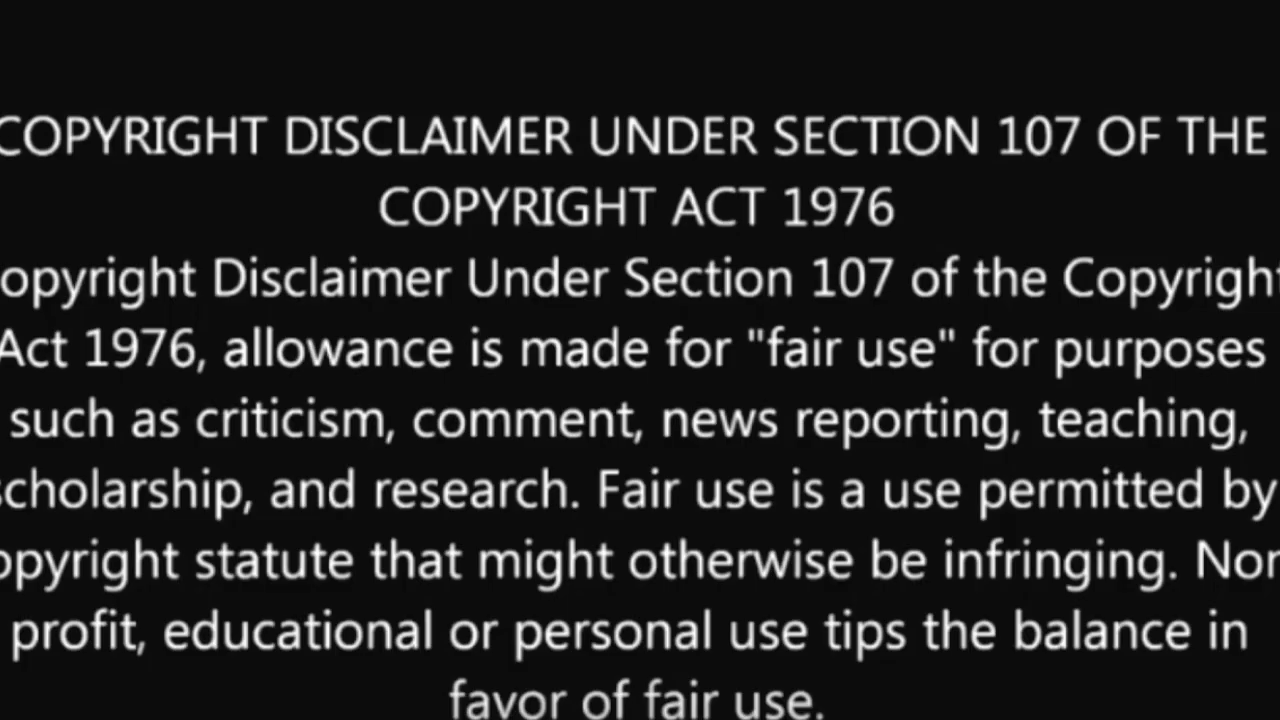 COPYRIGHT DISCLAIMER UNDER SECTION 107 OF THE
COPYRIGHT ACT 1976
opyright Disclaimer Under Section 107 of the Copyright
Act 1976, allowance is made for "fair use" for purposes
such as criticism, comment, news reporting, teaching,
scholarship, and research. Fair use is a use permitted by
opyright statute that might otherwise be infringing. Non
profit, educational or personal use tips the balance in
favor of fair use.